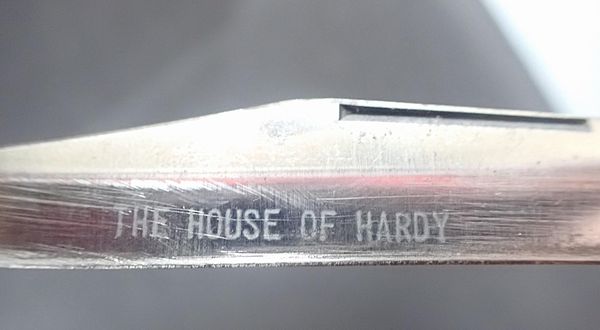 THE HOUSE OF HARDY